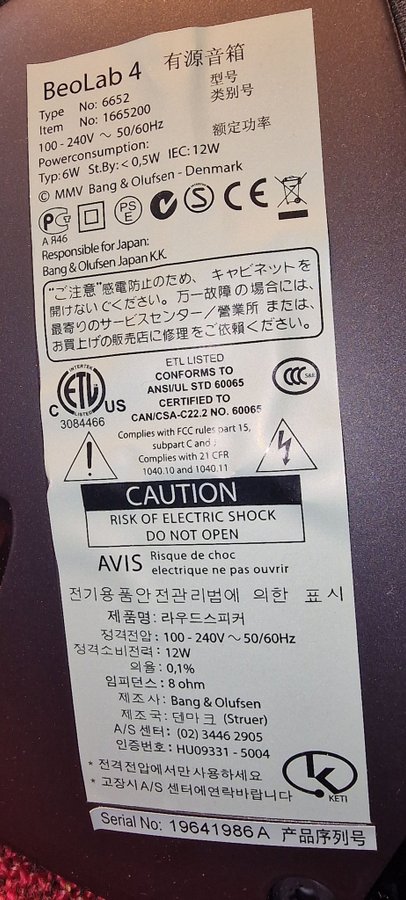 BeoLab 4 有源音箱
Type No: 6652 型号
Item No: 1665200 类别号
100 - 240V ～ 50/60Hz
Powerconsumption: 额定功率
Typ: 6W St.By: < 0,5W IEC: 12W
© MMV Bang & Olufsen - Denmark
PS E S CE
АЯ46
Responsible for Japan:
Bang & Olufsen Japan K.K.
"ご注意" 感電防止のため、キャビネットを
開けないぐください。万一故障の場合には、
最寄りのサービスセンター/営業所 または、
お買上げの販売店に修理をご依頼ください。
ETL LISTED
CONFORMS TO
ANSI/UL STD 60065
CERTIFIED TO
CAN/CSA-C22.2 NO. 60065
INTERTEK
C ETL US
LISTED
3084466
CCC S&E
Complies with FCC rules part 15,
subpart C and
Complies with 21 CFR
1040.10 and 1040.11
CAUTION
RISK OF ELECTRIC SHOCK
DO NOT OPEN
AVIS Risque de choc
electrique ne pas ouvrir
전기용품안전관리법에 의한 표시
제품명: 라우드스피커
정격전압: 100 - 240V ～ 50/60Hz
정격소비전력: 12W
의율: 0,1%
임피던스: 8 ohm
제조사: Bang & Olufsen
제조국: 덴마크 (Struer)
A/S 센터: (02) 3446 2905
인증번호: HU09331 - 5004
* 전격전압에서만사용하세요
* 고장시A/S 센터에연락바랍니다
K
KETI
Serial No: 19641986 A 产品序列号